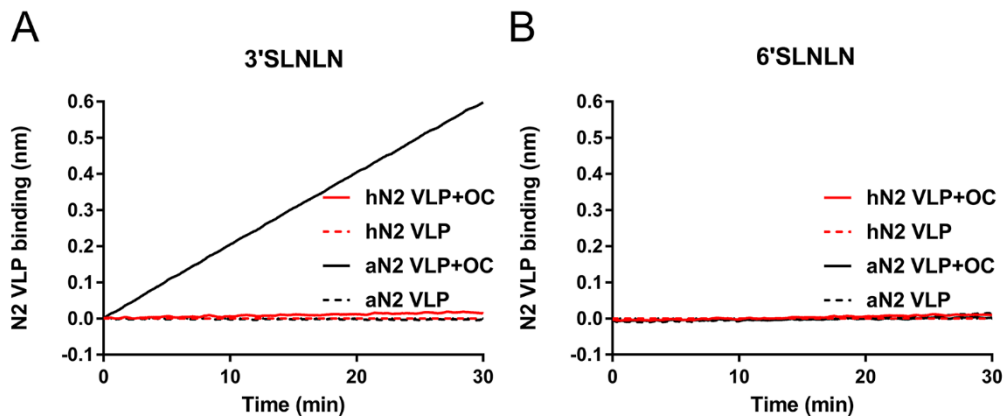 A
3'SLNLN
N2 VLP binding (nm)
0.6
0.5
0.4
0.3
0.2
0.1
0.0
-0.1
0
10
20
30
Time (min)
hN2 VLP+OC
hN2 VLP
aN2 VLP+OC
aN2 VLP
B
6'SLNLN
N2 VLP binding (nm)
0.6
0.5
0.4
0.3
0.2
0.1
0.0
-0.1
0
10
20
30
Time (min)
hN2 VLP+OC
hN2 VLP
aN2 VLP+OC
aN2 VLP